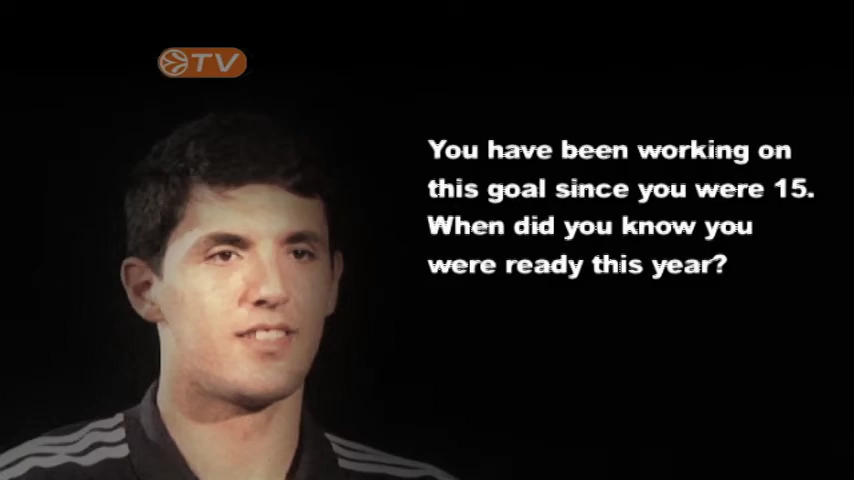 TV
You have been working on
this goal since you were 15.
When did you know you
were ready this year?